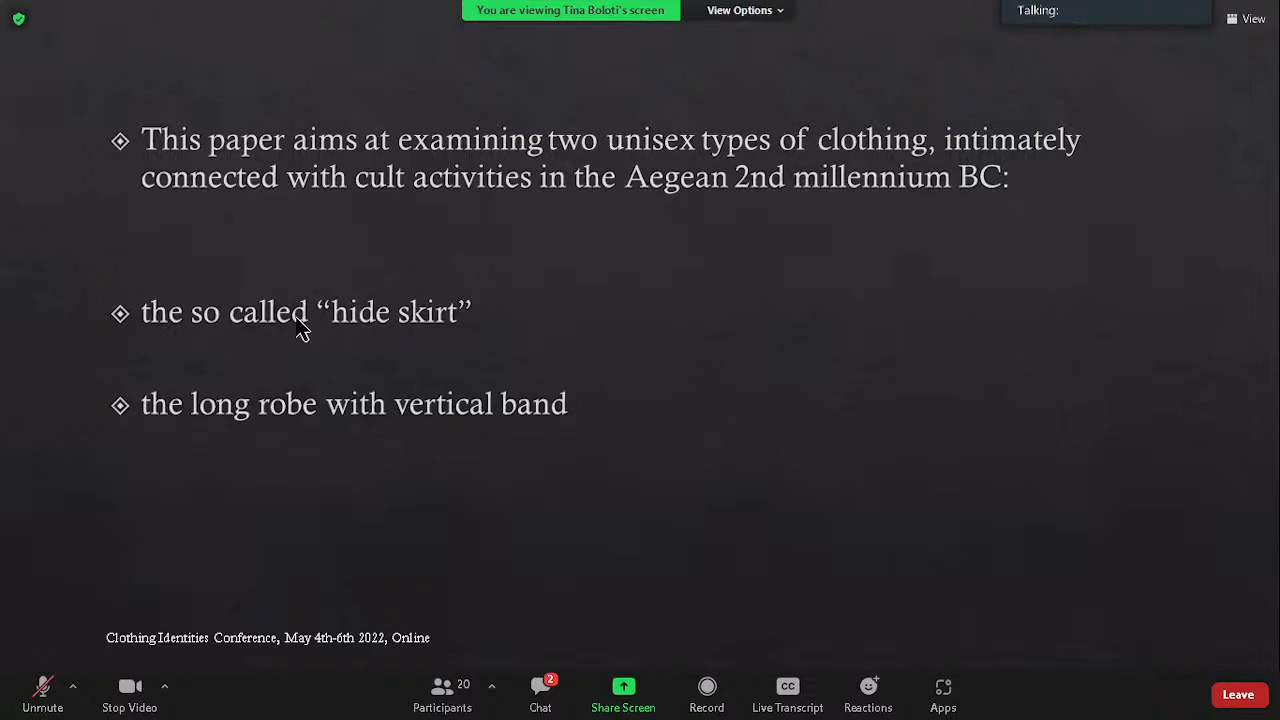 You are viewing Tina Boloti's screen
View Options
Talking:
View
This paper aims at examining two unisex types of clothing, intimately
connected with cult activities in the Aegean 2nd millennium BC:
the so called “hide skirt”
the long robe with vertical band
Clothing Identities Conference, May 4th-6th 2022, Online
20
2
CC
Unmute
Stop Video
Participants
Chat
Share Screen
Record
Live Transcript
Reactions
Apps
Leave